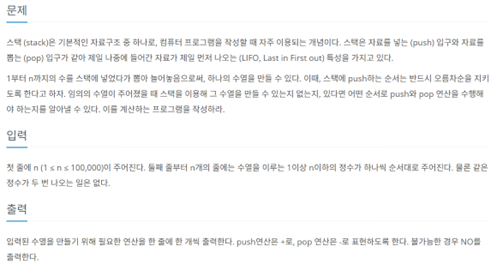 문제
스택 (stack)은 기본적인 자료구조 중 하나로, 컴퓨터 프로그램을 작성할 때 자주 이용되는 개념이다. 스택은 자료를 넣는 (push) 입구와 자료를
뽑는 (pop) 입구가 같아 제일 나중에 들어간 자료가 제일 먼저 나오는 (LIFO, Last in First out) 특성을 가지고 있다.
1부터 n까지의 수를 스택에 넣었다가 뽑아 늘어놓음으로써, 하나의 수열을 만들 수 있다. 이때, 스택에 push하는 순서는 반드시 오름차순을 지키
도록 한다고 하자. 임의의 수열이 주어졌을 때 스택을 이용해 그 수열을 만들 수 있는지 없는지, 있다면 어떤 순서로 push와 pop 연산을 수행해
야 하는지를 알아낼 수 있다. 이를 계산하는 프로그램을 작성하라.
입력
첫 줄에 n (1 ≤ n ≤ 100,000)이 주어진다. 둘째 줄부터 n개의 줄에는 수열을 이루는 1이상 n이하의 정수가 하나씩 순서대로 주어진다. 물론 같은
정수가 두 번 나오는 일은 없다.
출력
입력된 수열을 만들기 위해 필요한 연산을 한 줄에 한 개씩 출력한다. push연산은 +로, pop 연산은 -로 표현하도록 한다. 불가능한 경우 NO를
출력한다.